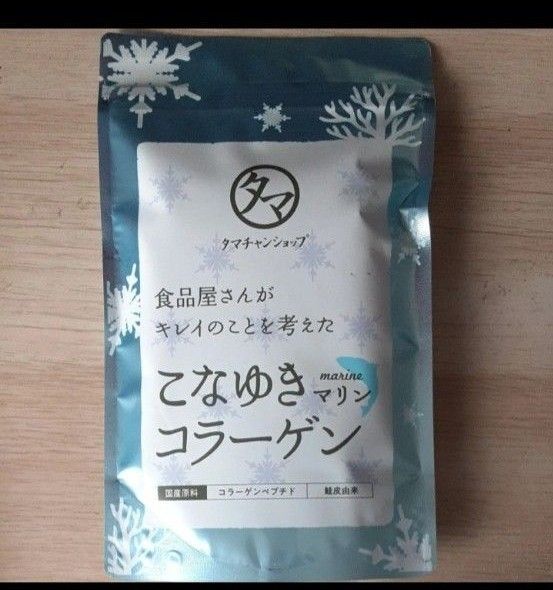 タマ
タマチャンショップ
食品屋さんが
キレイのことを考えた
こなゆき marine マリン
コラーゲン
国産原料 コラーゲンペプチド 鮭皮由来